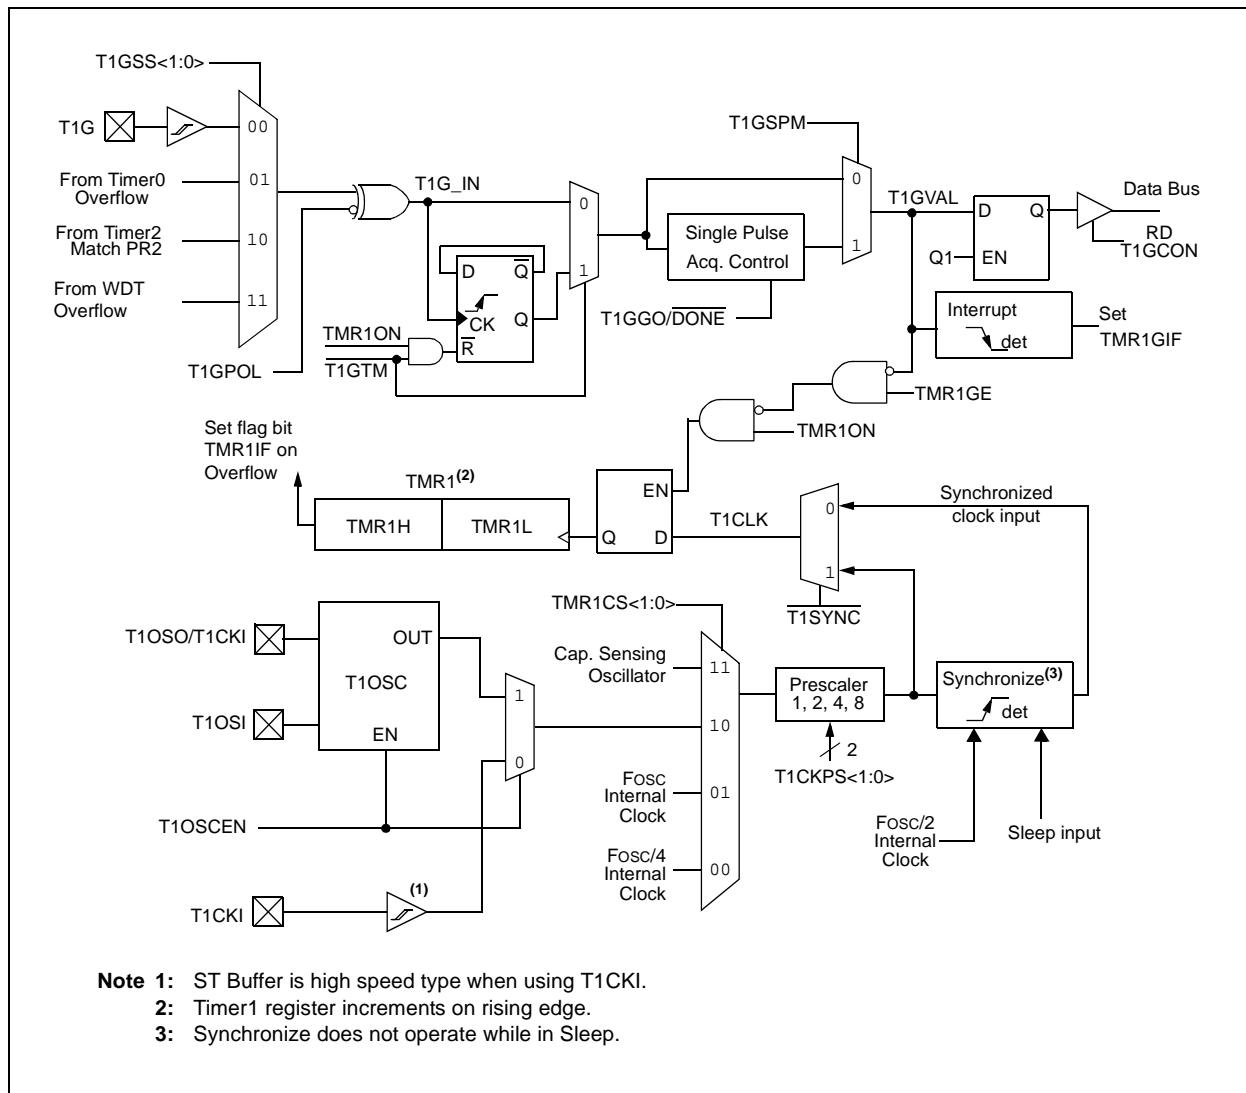 T1GSS<1:0>
T1G
00
From Timer0
Overflow
01
From Timer2
Match PR2
10
From WDT
Overflow
11
T1GPOL
T1G_IN
D
Q
CK
Q
R
TMR1ON
T1GTM
0
1
T1GSPM
Single Pulse
Acq. Control
T1GGO/DONE
0
1
T1GVAL
D
Q
Q1
EN
Data Bus
RD
T1GCON
Interrupt
det
Set
TMR1GIF
TMR1GE
TMR1ON
Set flag bit
TMR1IF on
Overflow
TMR1(2)
TMR1H
TMR1L
EN
Q
D
T1CLK
0
1
T1SYNC
Synchronized
clock input
T1OSO/T1CKI
OUT
T1OSC
T1OSI
EN
1
0
T1OSCEN
T1CKI
(1)
TMR1CS<1:0>
Cap. Sensing
Oscillator
11
10
FOSC
Internal
Clock
01
FOSC/4
Internal
Clock
00
Prescaler
1, 2, 4, 8
2
T1CKPS<1:0>
Synchronize(3)
det
FOSC/2
Internal
Clock
Sleep input
Note 1: ST Buffer is high speed type when using T1CKI.
2: Timer1 register increments on rising edge.
3: Synchronize does not operate while in Sleep.